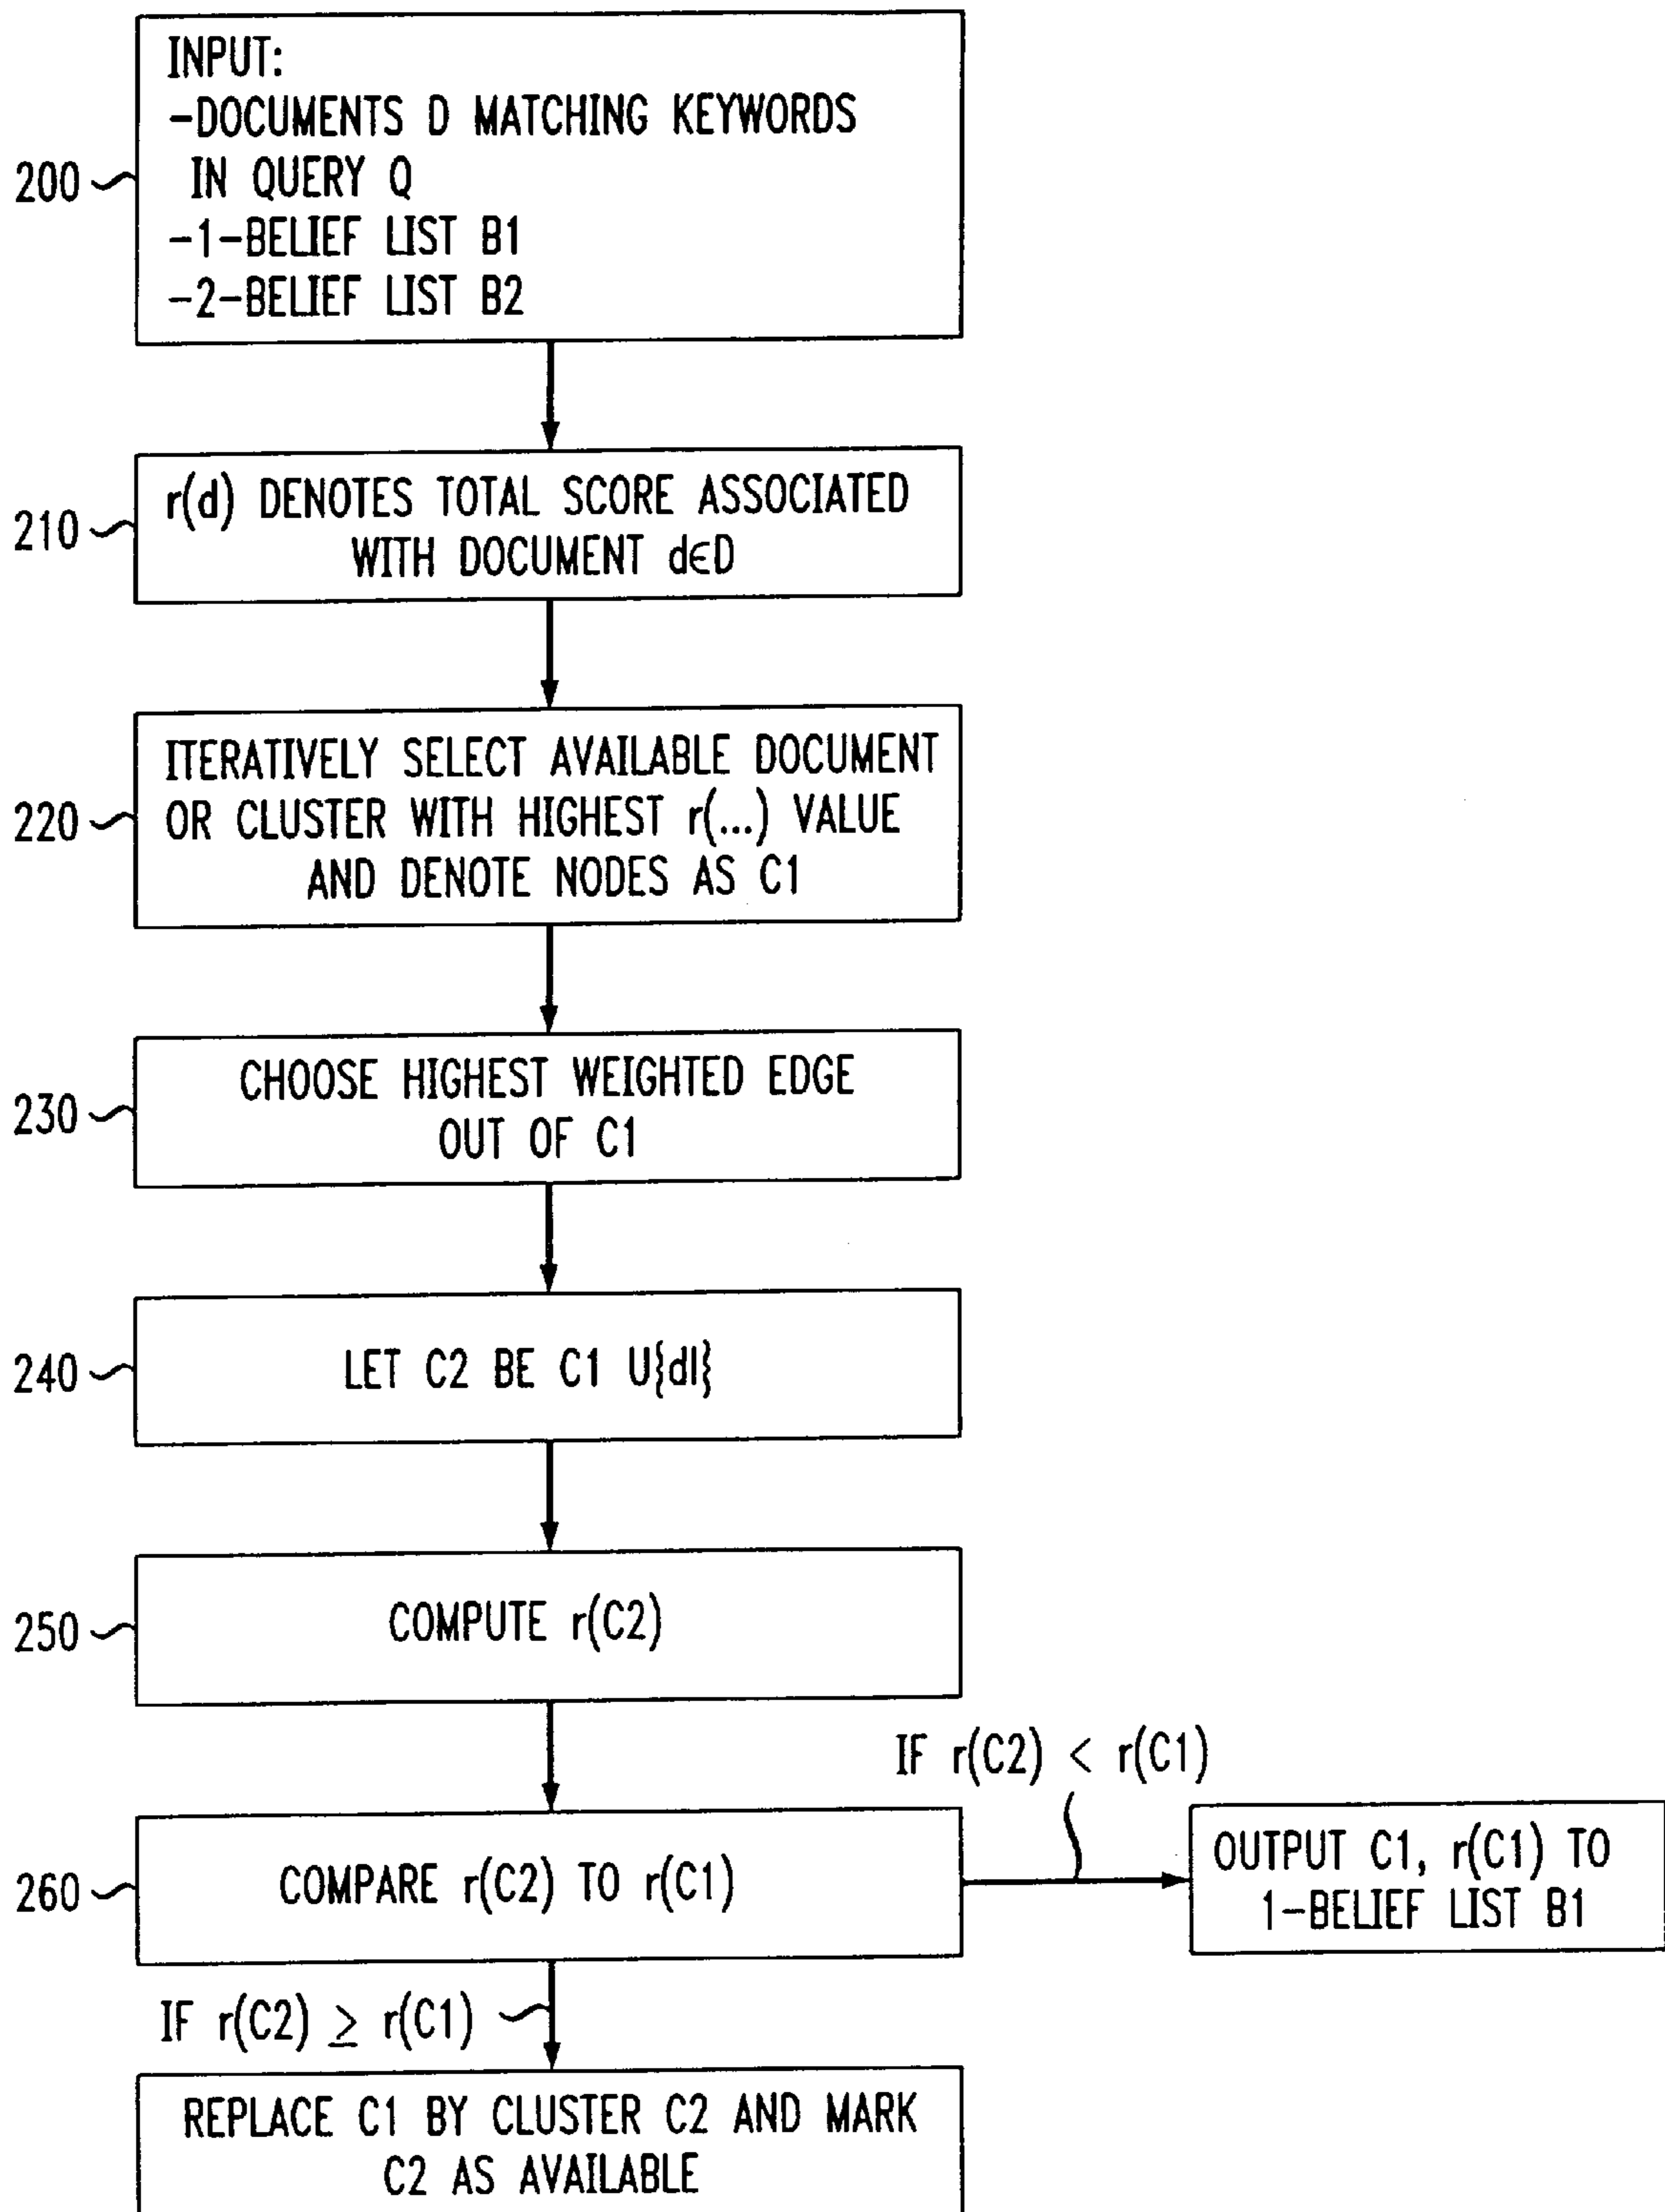 INPUT:
-DOCUMENTS D MATCHING KEYWORDS
IN QUERY Q
-1-BELIEF LIST B1
-2-BELIEF LIST B2
200
r(d) DENOTES TOTAL SCORE ASSOCIATED
WITH DOCUMENT d∈D
210
ITERATIVELY SELECT AVAILABLE DOCUMENT
OR CLUSTER WITH HIGHEST r(...) VALUE
AND DENOTE NODES AS C1
220
CHOOSE HIGHEST WEIGHTED EDGE
OUT OF C1
230
LET C2 BE C1 U{dl}
240
COMPUTE r(C2)
250
IF r(C2) < r(C1)
COMPARE r(C2) TO r(C1)
260
OUTPUT C1, r(C1) TO
1-BELIEF LIST B1
IF r(C2) ≥ r(C1)
REPLACE C1 BY CLUSTER C2 AND MARK
C2 AS AVAILABLE